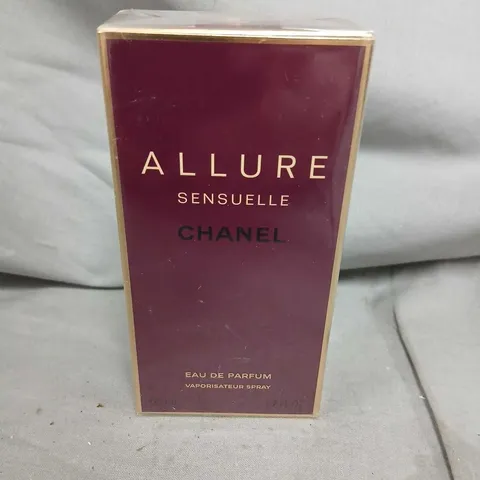 ALLURE
SENSUELLE
CHANEL
EAU DE PARFUM
VAPORISATEUR SPRAY